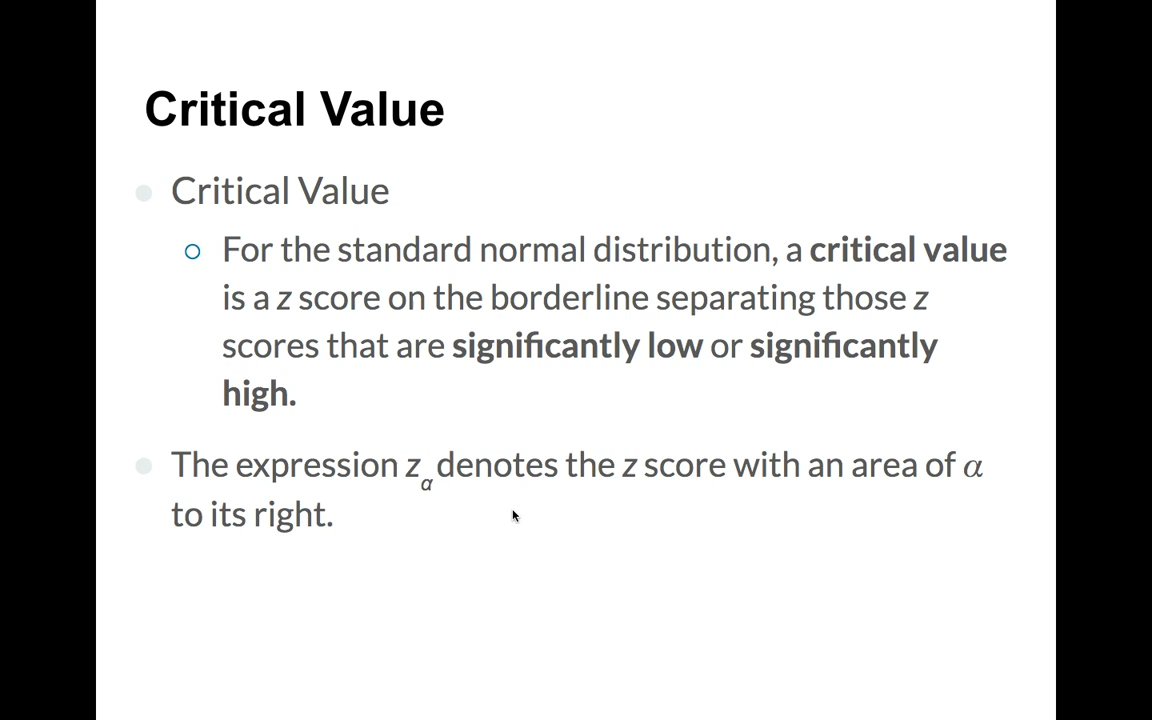 Critical Value
Critical Value
For the standard normal distribution, a critical value
is a z score on the borderline separating those z
scores that are significantly low or significantly
high.
The expression zα denotes the z score with an area of α
to its right.